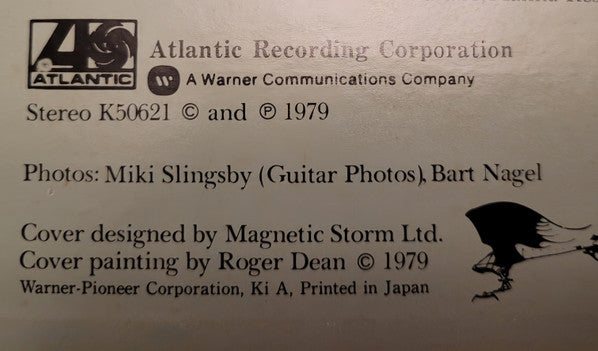 ATLANTIC
Atlantic Recording Corporation
A Warner Communications Company
Stereo K50621 © and ℗ 1979
Photos: Miki Slingsby (Guitar Photos), Bart Nagel
Cover designed by Magnetic Storm Ltd.
Cover painting by Roger Dean © 1979
Warner-Pioneer Corporation, Ki A, Printed in Japan